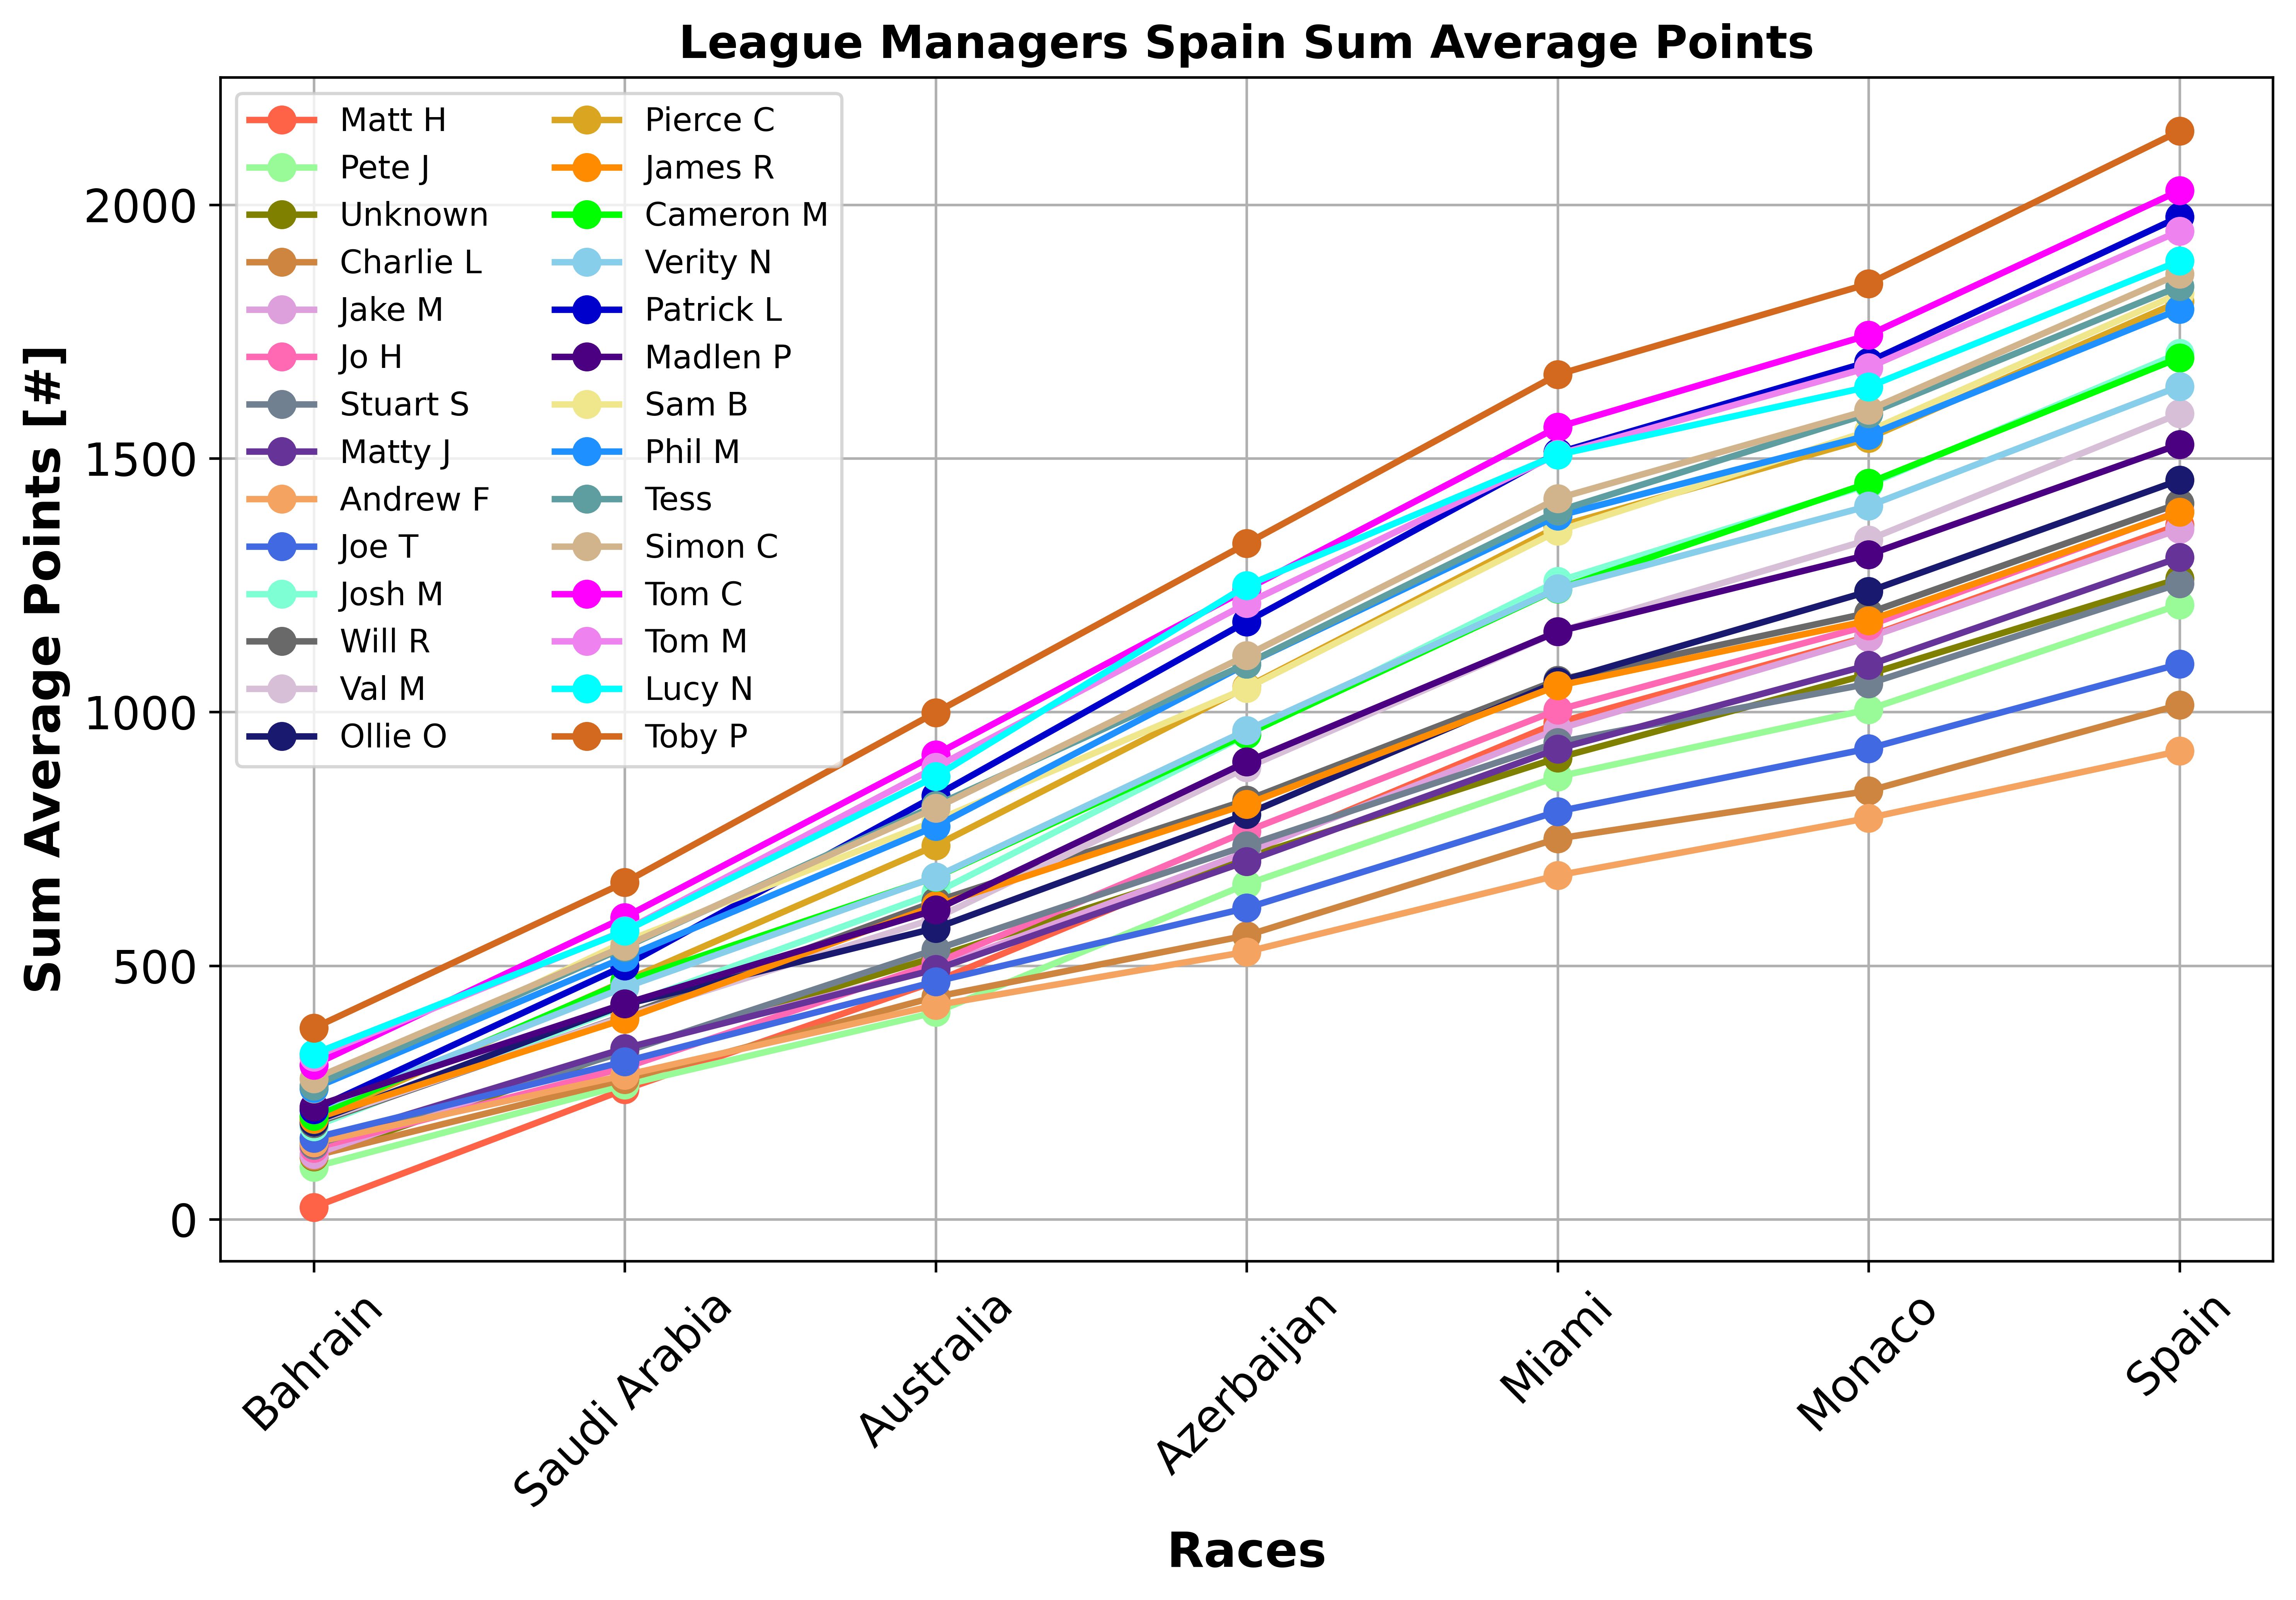 League Managers Spain Sum Average Points
Sum Average Points [#]
2000
1500
1000
500
0
Matt H
Pete J
Unknown
Charlie L
Jake M
Jo H
Stuart S
Matty J
Andrew F
Joe T
Josh M
Will R
Val M
Ollie O
Pierce C
James R
Cameron M
Verity N
Patrick L
Madlen P
Sam B
Phil M
Tess
Simon C
Tom C
Tom M
Lucy N
Toby P
Bahrain
Saudi Arabia
Australia
Azerbaijan
Miami
Monaco
Spain
Races